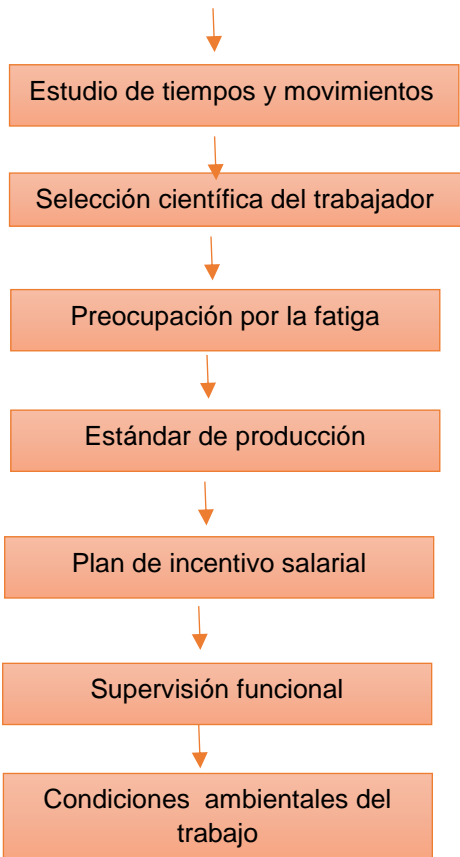 Estudio de tiempos y movimientos
Selección científica del trabajador
Preocupación por la fatiga
Estándar de producción
Plan de incentivo salarial
Supervisión funcional
Condiciones ambientales del
trabajo